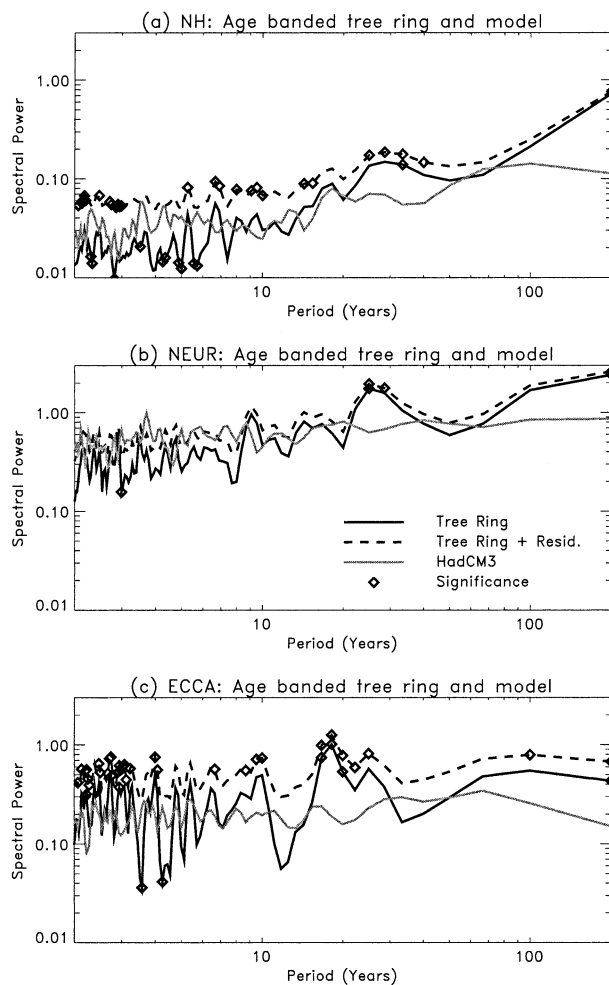 (a) NH: Age banded tree ring and model
Spectral Power
1.00
0.10
0.01
10
100
Period (Years)
(b) NEUR: Age banded tree ring and model
Spectral Power
1.00
0.10
0.01
Tree Ring
Tree Ring + Resid.
HadCM3
Significance
10
100
Period (Years)
(c) ECCA: Age banded tree ring and model
Spectral Power
1.00
0.10
0.01
10
100
Period (Years)